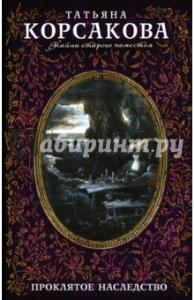 ТАТЬЯНА
КОРСАКОВА
Тайны старого поместья
абиринт.ру
ПРОКЛЯТОЕ НАСЛЕДСТВО